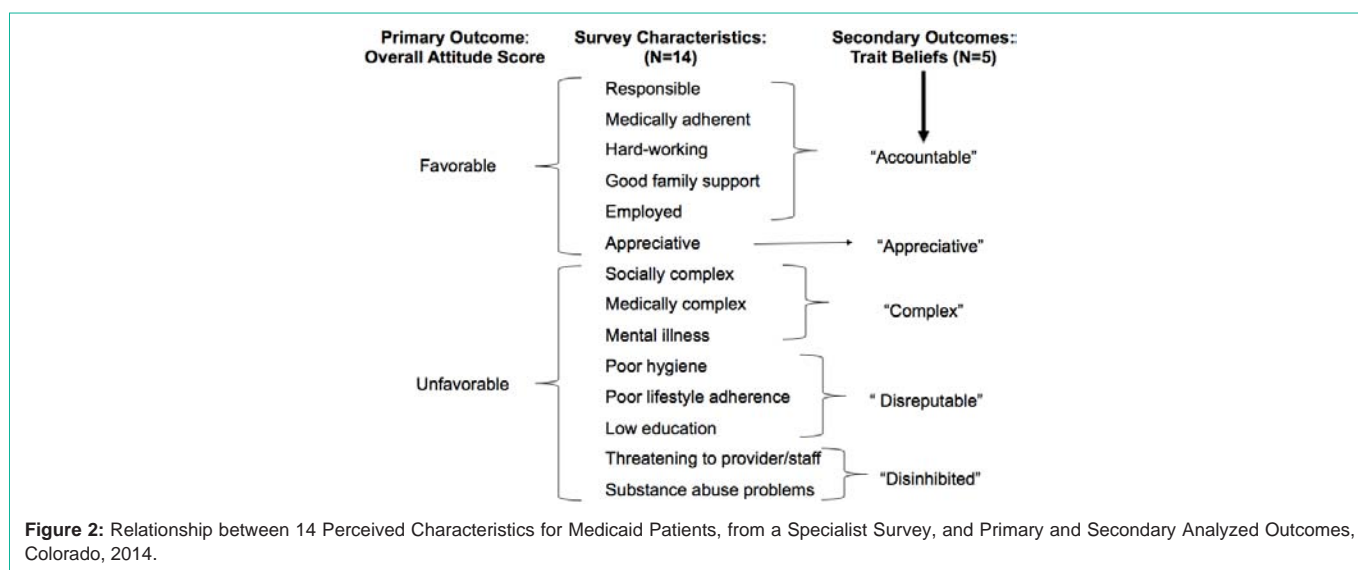 Primary Outcome:
Overall Attitude Score
Survey Characteristics:
(N=14)
Secondary Outcomes::
Trait Beliefs (N=5)
Favorable
Responsible
Medically adherent
Hard-working
Good family support
Employed
"Accountable"
Appreciative
"Appreciative"
Unfavorable
Socially complex
Medically complex
Mental illness
"Complex"
Poor hygiene
Poor lifestyle adherence
Low education
" Disreputable"
Threatening to provider/staff
Substance abuse problems
"Disinhibited"
Figure 2: Relationship between 14 Perceived Characteristics for Medicaid Patients, from a Specialist Survey, and Primary and Secondary Analyzed Outcomes,
Colorado, 2014.